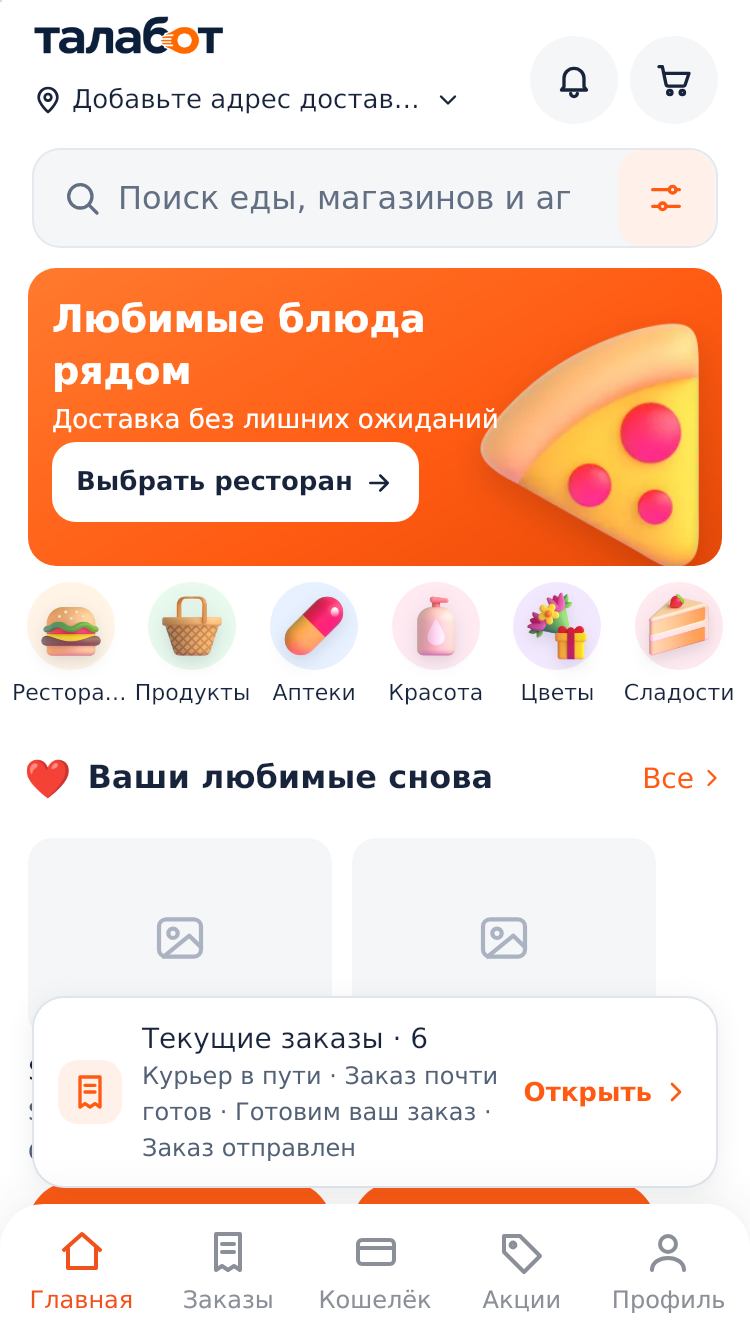 талабот
Добавьте адрес достав...
Поиск еды, магазинов и ап
Любимые блюда
рядом
Доставка без лишних ожиданий
Выбрать ресторан →
Рестора... Продукты Аптеки Красота Цветы Сладости
❤️ Ваши любимые снова
Все
Текущие заказы · 6
Курьер в пути · Заказ почти
готов · Готовим ваш заказ ·
Заказ отправлен
Открыть
Главная Заказы Кошелёк Акции Профиль